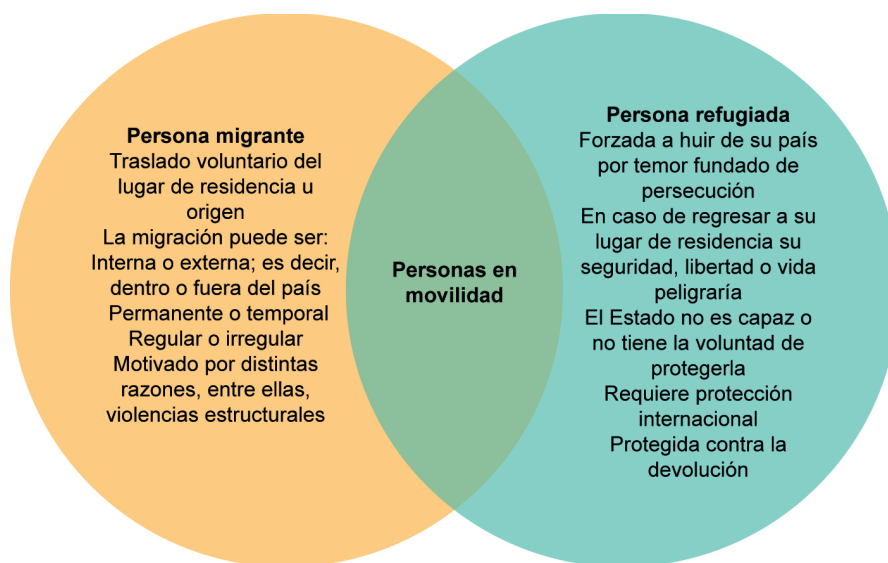 Persona migrante
Traslado voluntario del
lugar de residencia u
origen
La migración puede ser:
Interna o externa; es decir,
dentro o fuera del país
Permanente o temporal
Regular o irregular
Motivado por distintas
razones, entre ellas,
violencias estructurales
Personas en
movilidad
Persona refugiada
Forzada a huir de su país
por temor fundado de
persecución
En caso de regresar a su
lugar de residencia su
seguridad, libertad o vida
peligraría
El Estado no es capaz o
no tiene la voluntad de
protegerla
Requiere protección
internacional
Protegida contra la
devolución